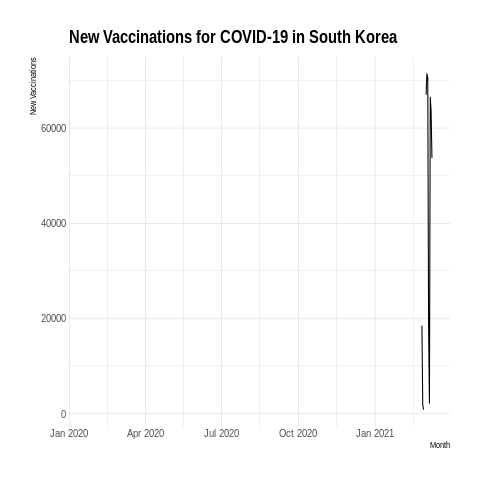 New Vaccinations for COVID-19 in South Korea
New Vaccinations
60000
40000
20000
0
Jan 2020 Apr 2020 Jul 2020 Oct 2020 Jan 2021
Month